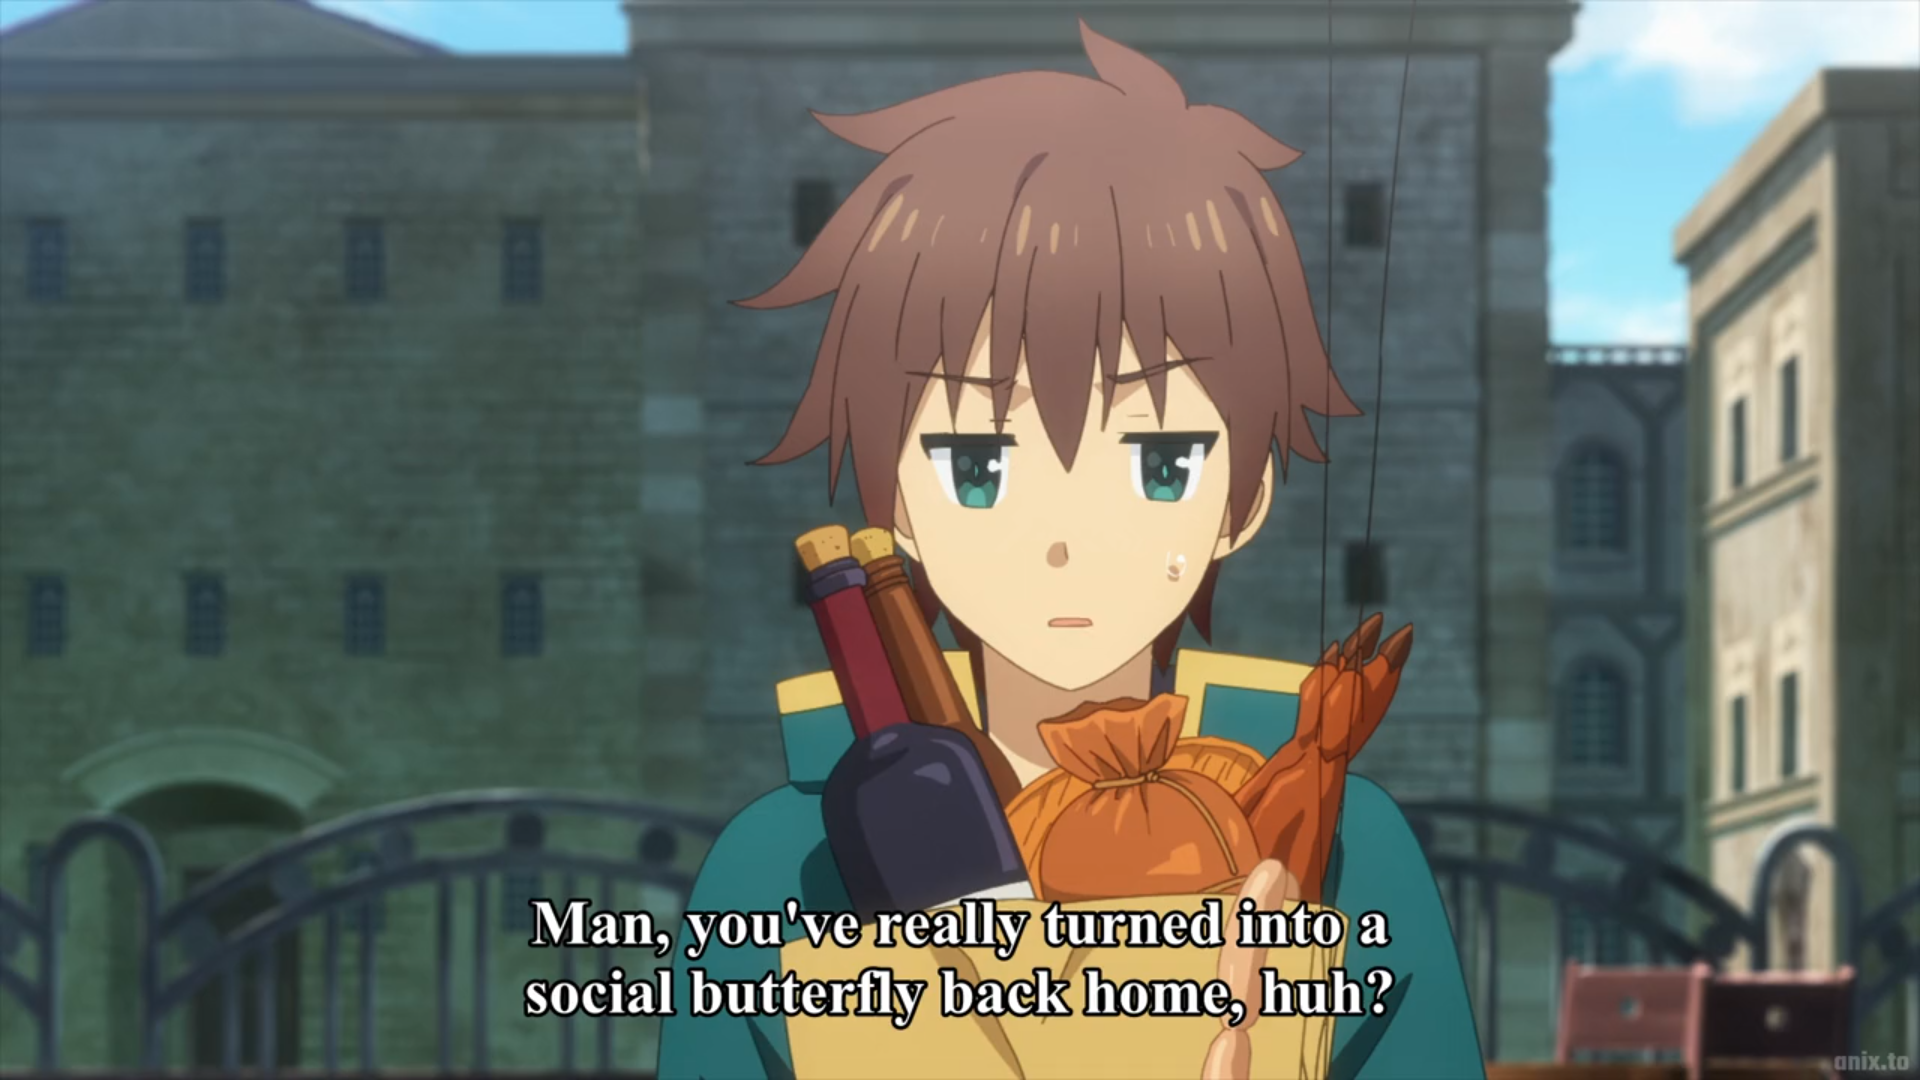 Man, you've really turned into a
social butterfly back home, huh?
anix.to